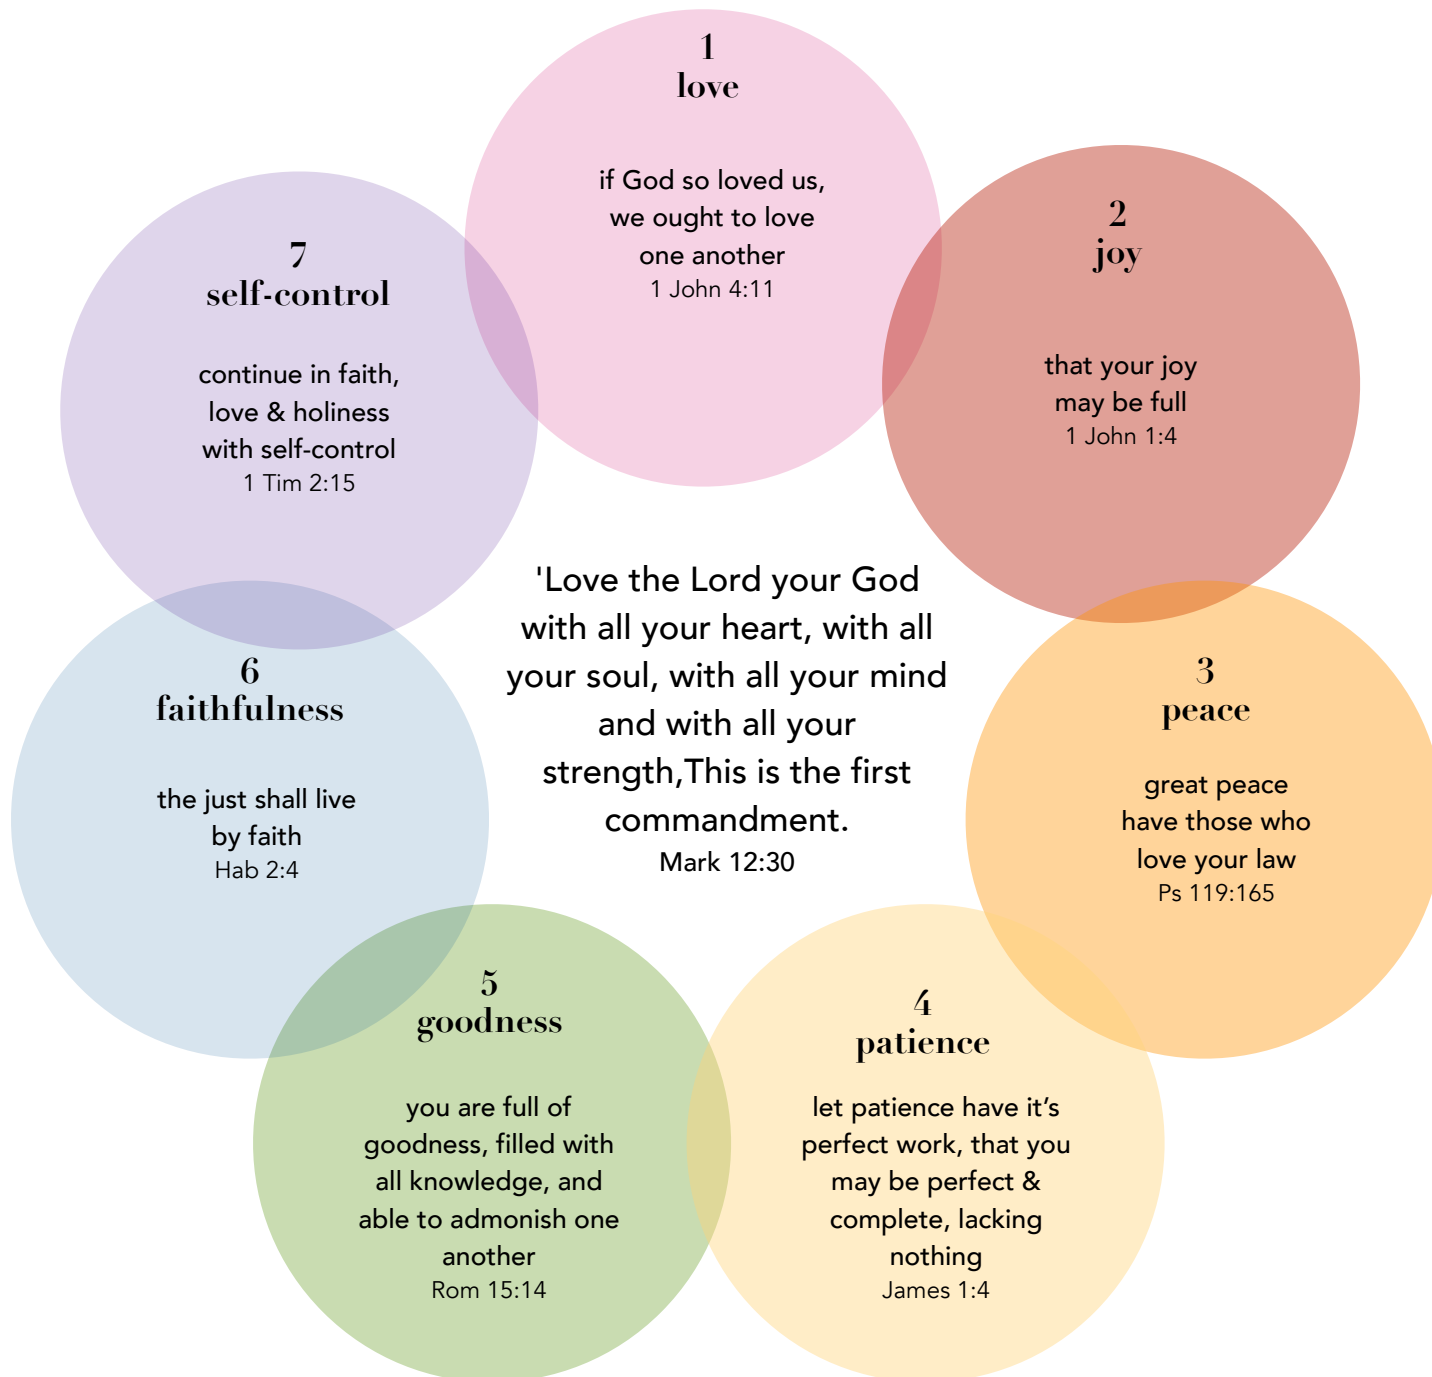 1
love
if God so loved us,
we ought to love
one another
1 John 4:11
2
joy
that your joy
may be full
1 John 1:4
3
peace
great peace
have those who
love your law
Ps 119:165
4
patience
let patience have it’s
perfect work, that you
may be perfect &
complete, lacking
nothing
James 1:4
5
goodness
you are full of
goodness, filled with
all knowledge, and
able to admonish one
another
Rom 15:14
6
faithfulness
the just shall live
by faith
Hab 2:4
7
self-control
continue in faith,
love & holiness
with self-control
1 Tim 2:15
'Love the Lord your God
with all your heart, with all
your soul, with all your mind
and with all your
strength,This is the first
commandment.
Mark 12:30